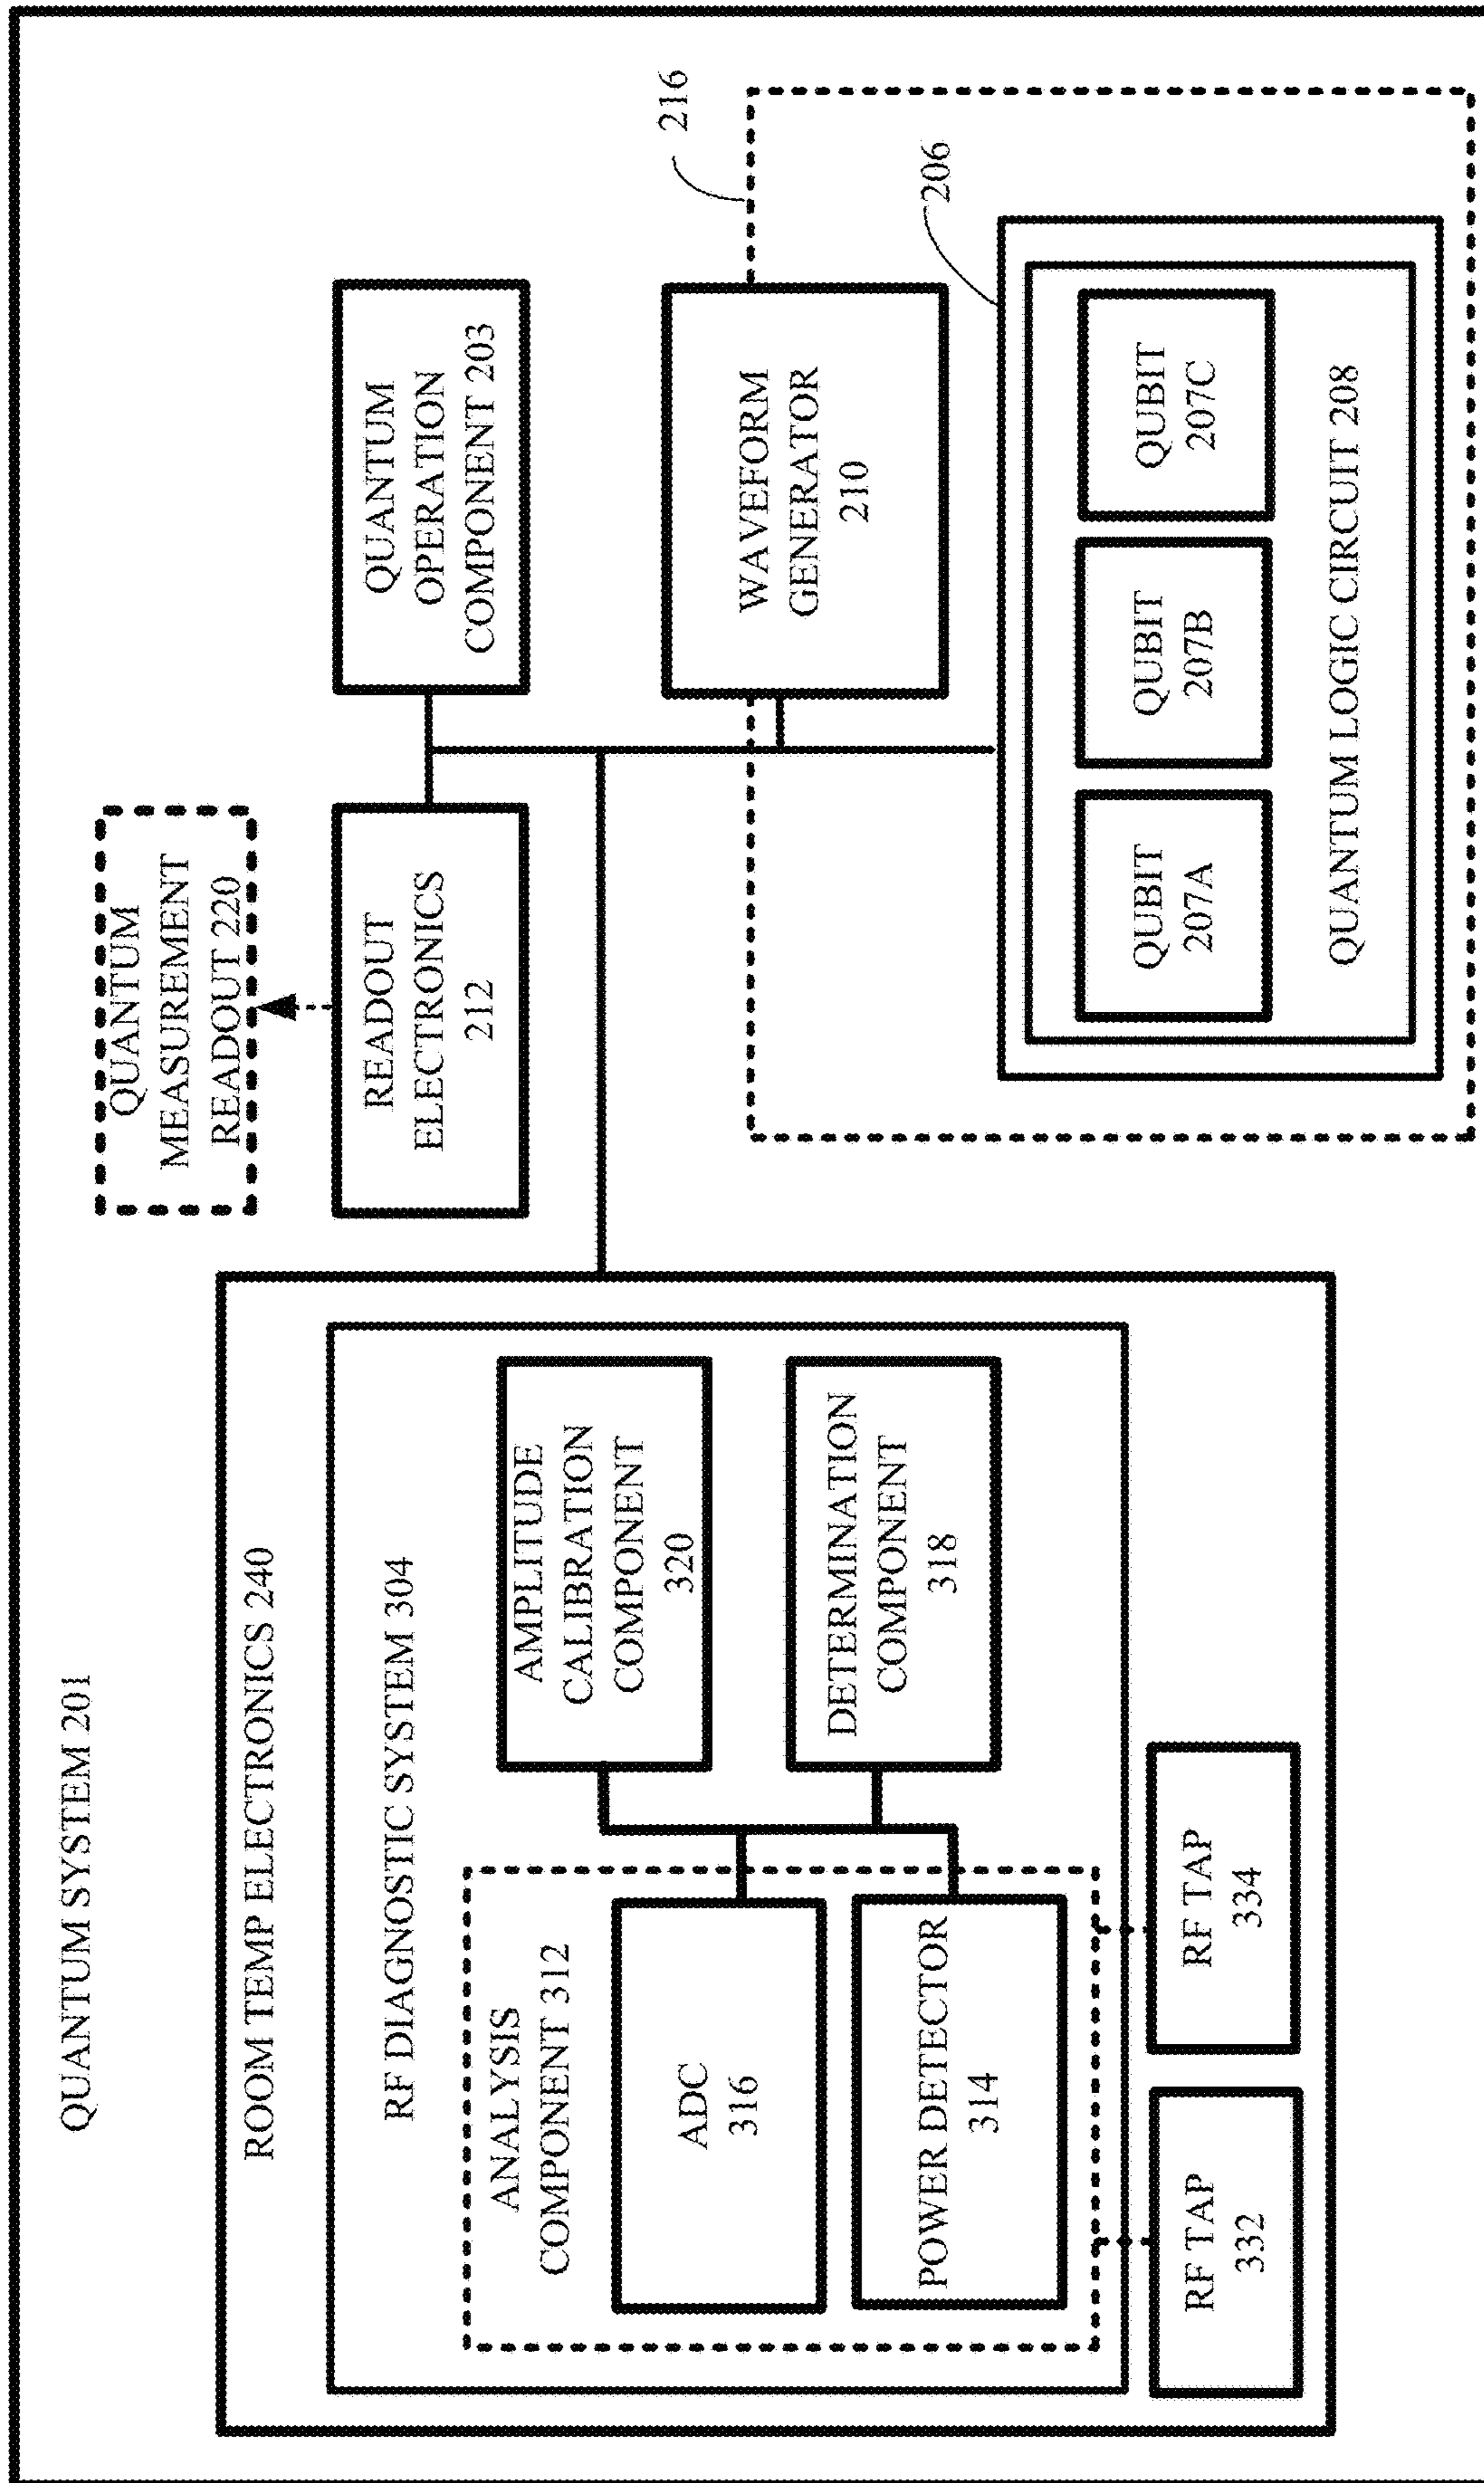 QUANTUM SYSTEM 201
ROOM TEMP ELECTRONICS 240
RF DIAGNOSTIC SYSTEM 304
ANALYSIS
COMPONENT 312
ADC
316
POWER DETECTOR
314
AMPLITUDE
CALIBRATION
COMPONENT
320
DETERMINATION
COMPONENT
318
RF TAP
332
RF TAP
334
QUANTUM
MEASUREMENT
READOUT 220
READOUT
ELECTRONICS
212
QUANTUM
OPERATION
COMPONENT 203
WAVEFORM
GENERATOR
210
216
206
QUBIT
207A
QUBIT
207B
QUBIT
207C
QUANTUM LOGIC CIRCUIT 208